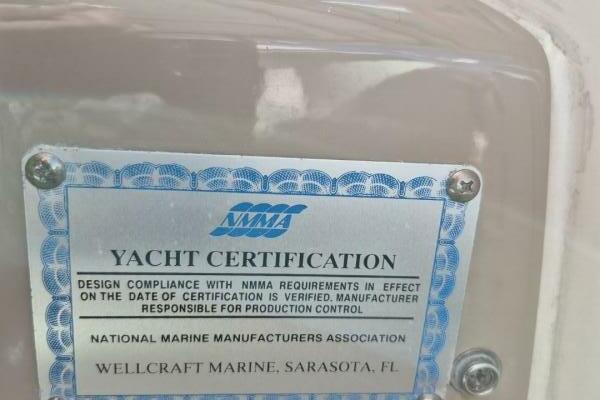 NMMA
YACHT CERTIFICATION
DESIGN COMPLIANCE WITH NMMA REQUIREMENTS IN EFFECT
ON THE DATE OF CERTIFICATION IS VERIFIED. MANUFACTURER
RESPONSIBLE FOR PRODUCTION CONTROL
NATIONAL MARINE MANUFACTURERS ASSOCIATION
WELLCRAFT MARINE, SARASOTA, FL